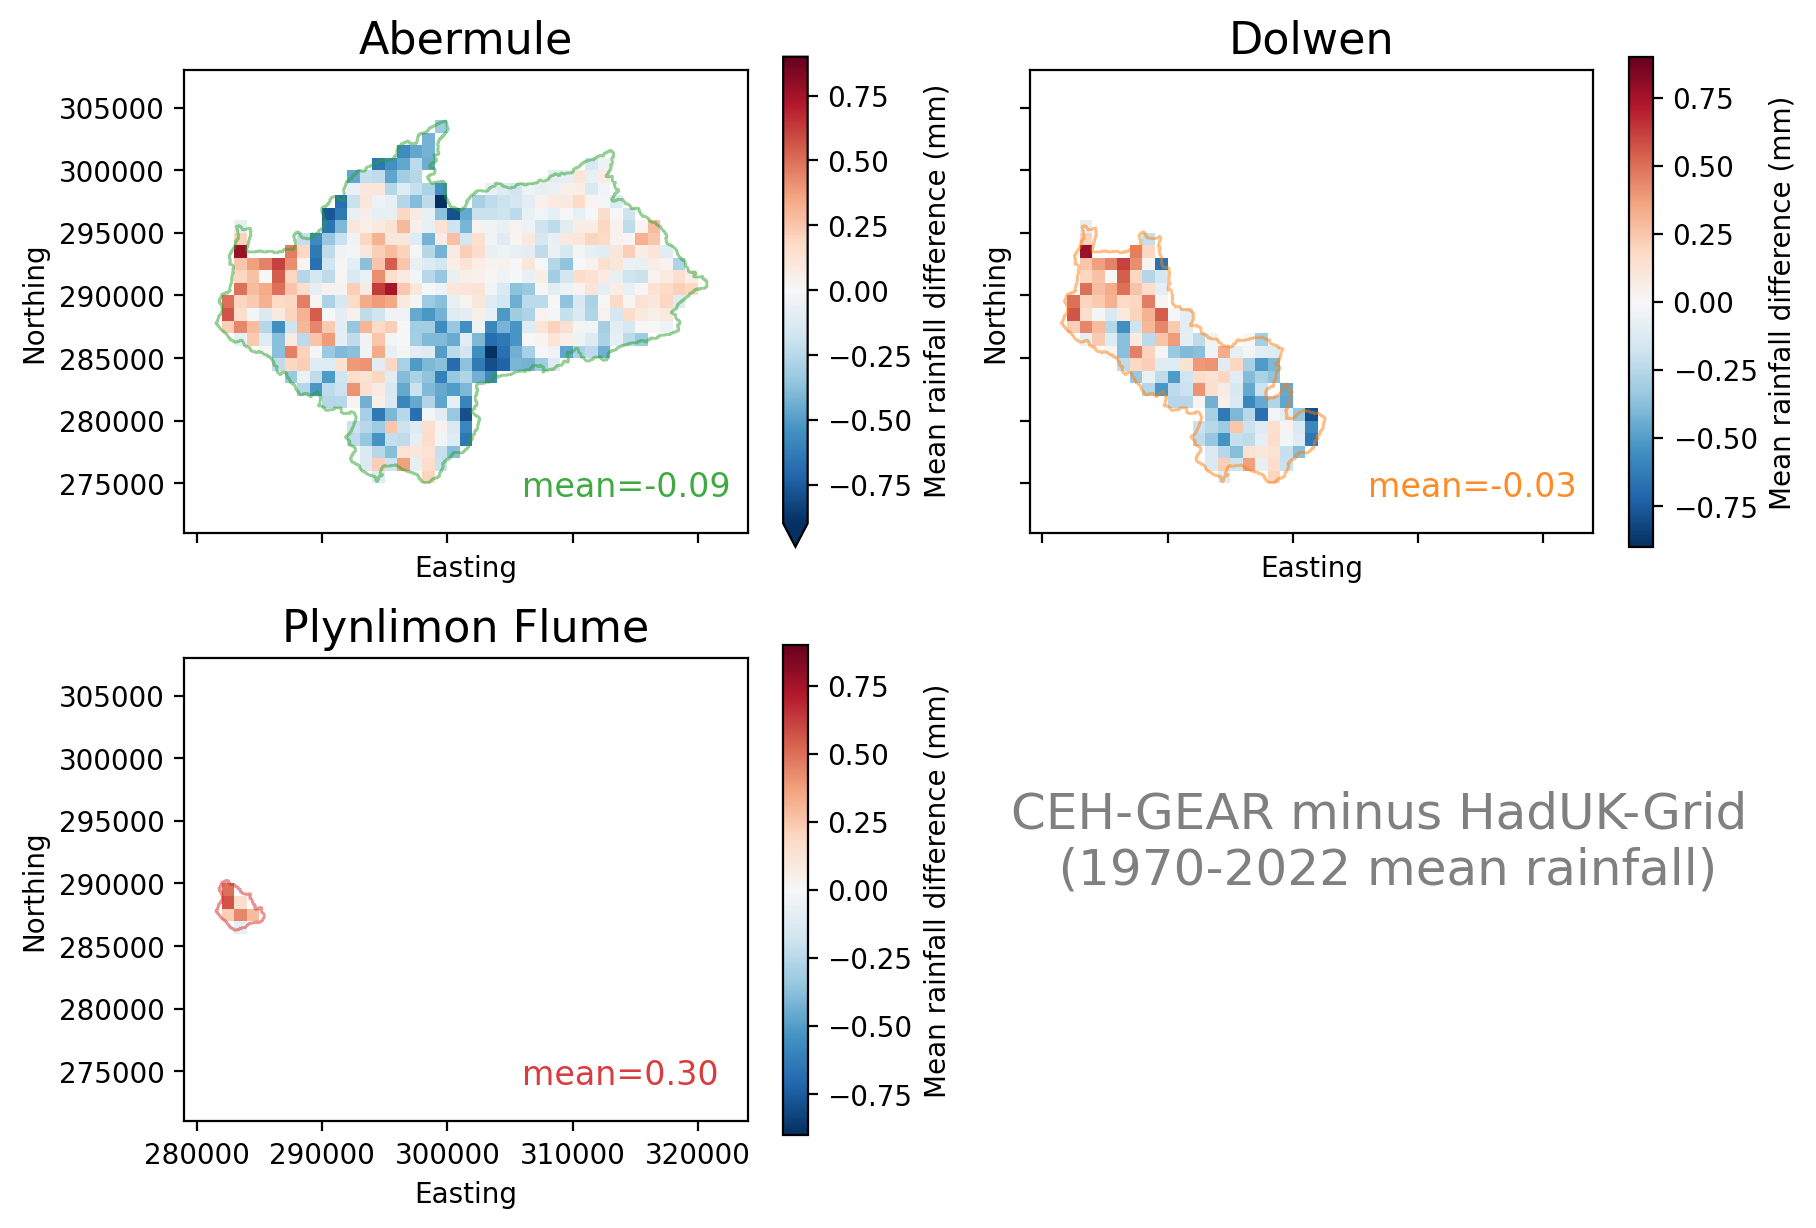 Abermule
305000
300000
295000
290000
285000
280000
275000
Northing
Easting
mean=-0.09
0.75
0.50
0.25
0.00
−0.25
−0.50
−0.75
Mean rainfall difference (mm)
Dolwen
Northing
Easting
mean=-0.03
0.75
0.50
0.25
0.00
−0.25
−0.50
−0.75
Mean rainfall difference (mm)
Plynlimon Flume
305000
300000
295000
290000
285000
280000
275000
Northing
280000 290000 300000 310000 320000
Easting
mean=0.30
0.75
0.50
0.25
0.00
−0.25
−0.50
−0.75
Mean rainfall difference (mm)
CEH-GEAR minus HadUK-Grid
(1970-2022 mean rainfall)